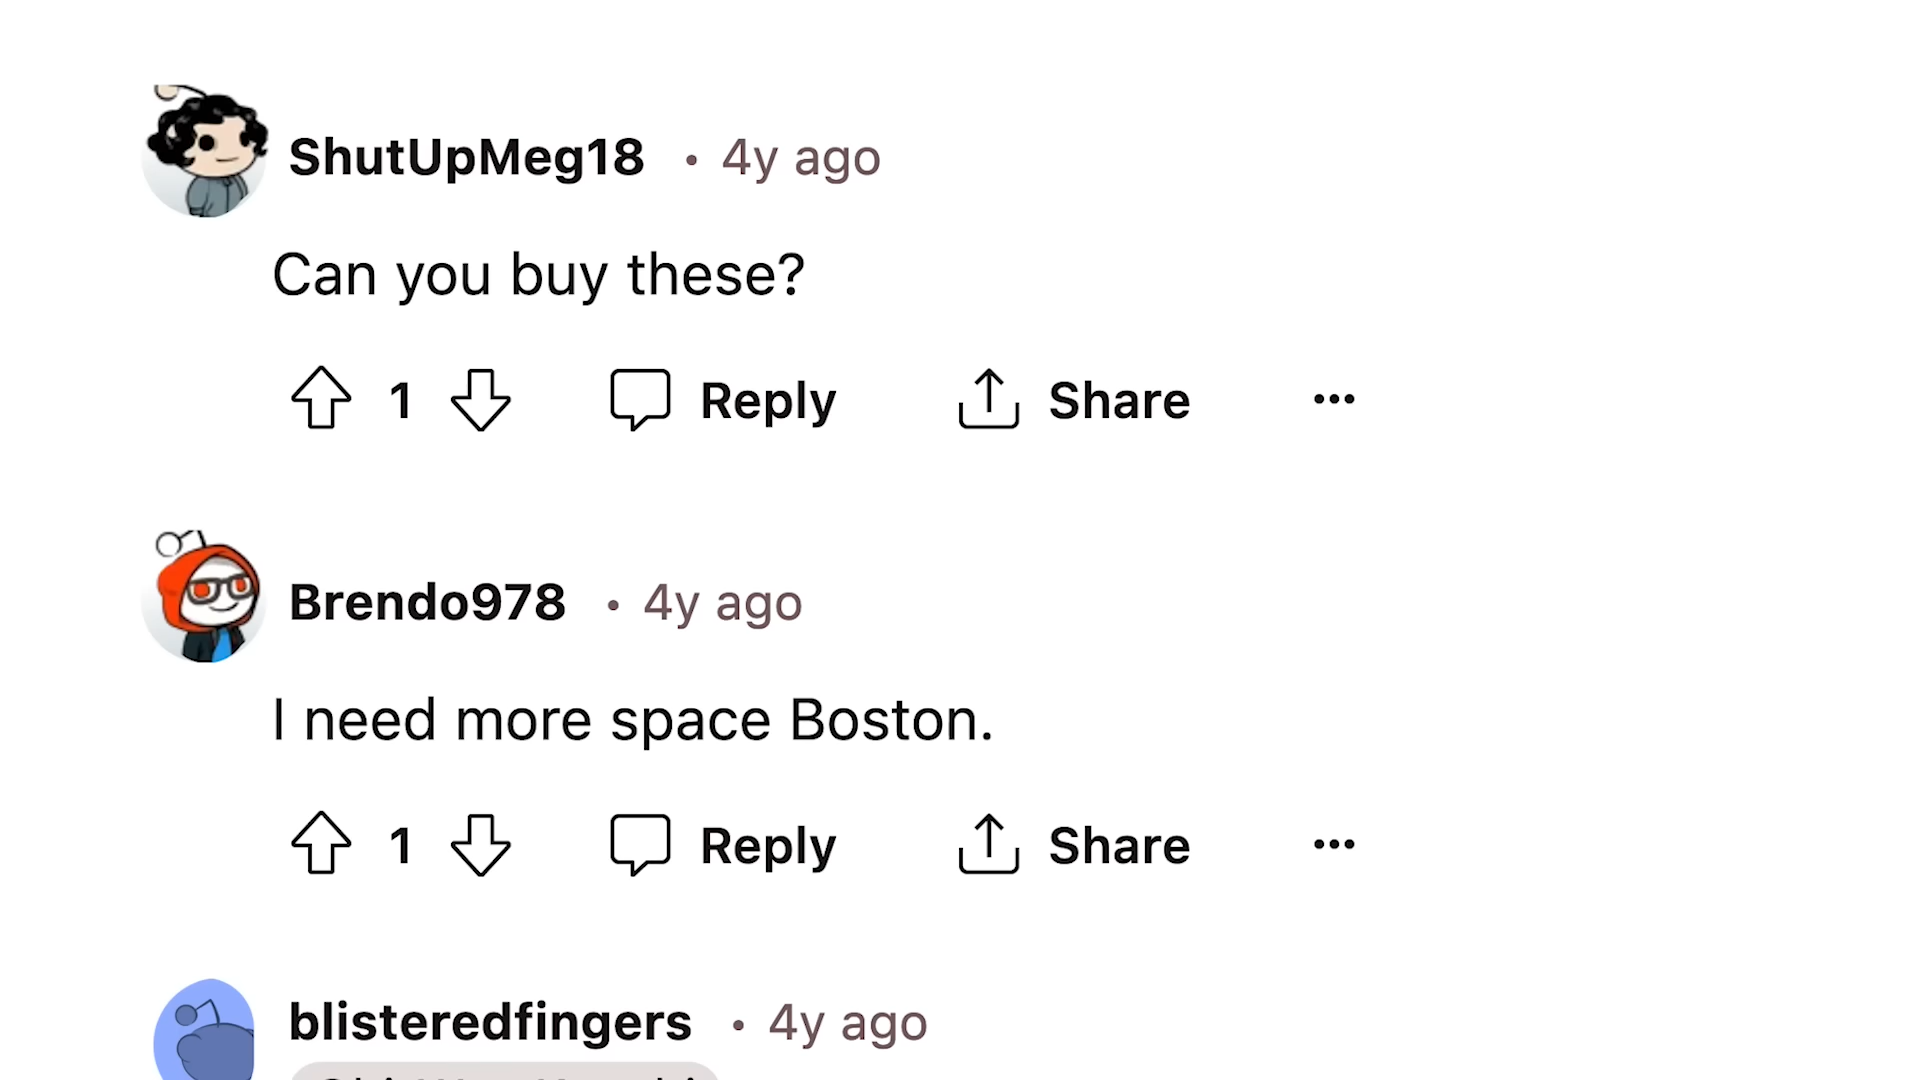 ShutUpMeg18 • 4y ago
Can you buy these?
1 Reply Share ...
Brendo978 • 4y ago
I need more space Boston.
1 Reply Share ...
blisteredfingers • 4y ago